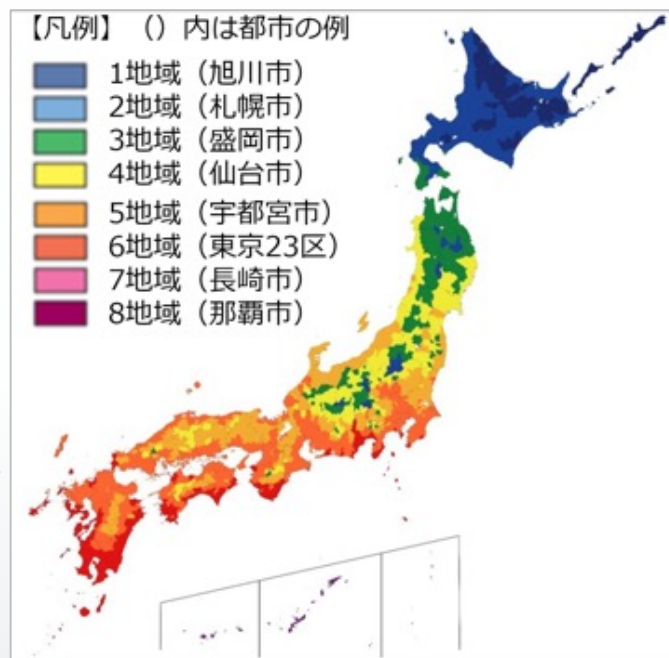 【凡例】（）内は都市の例
1地域（旭川市）
2地域（札幌市）
3地域（盛岡市）
4地域（仙台市）
5地域（宇都宮市）
6地域（東京23区）
7地域（長崎市）
8地域（那覇市）